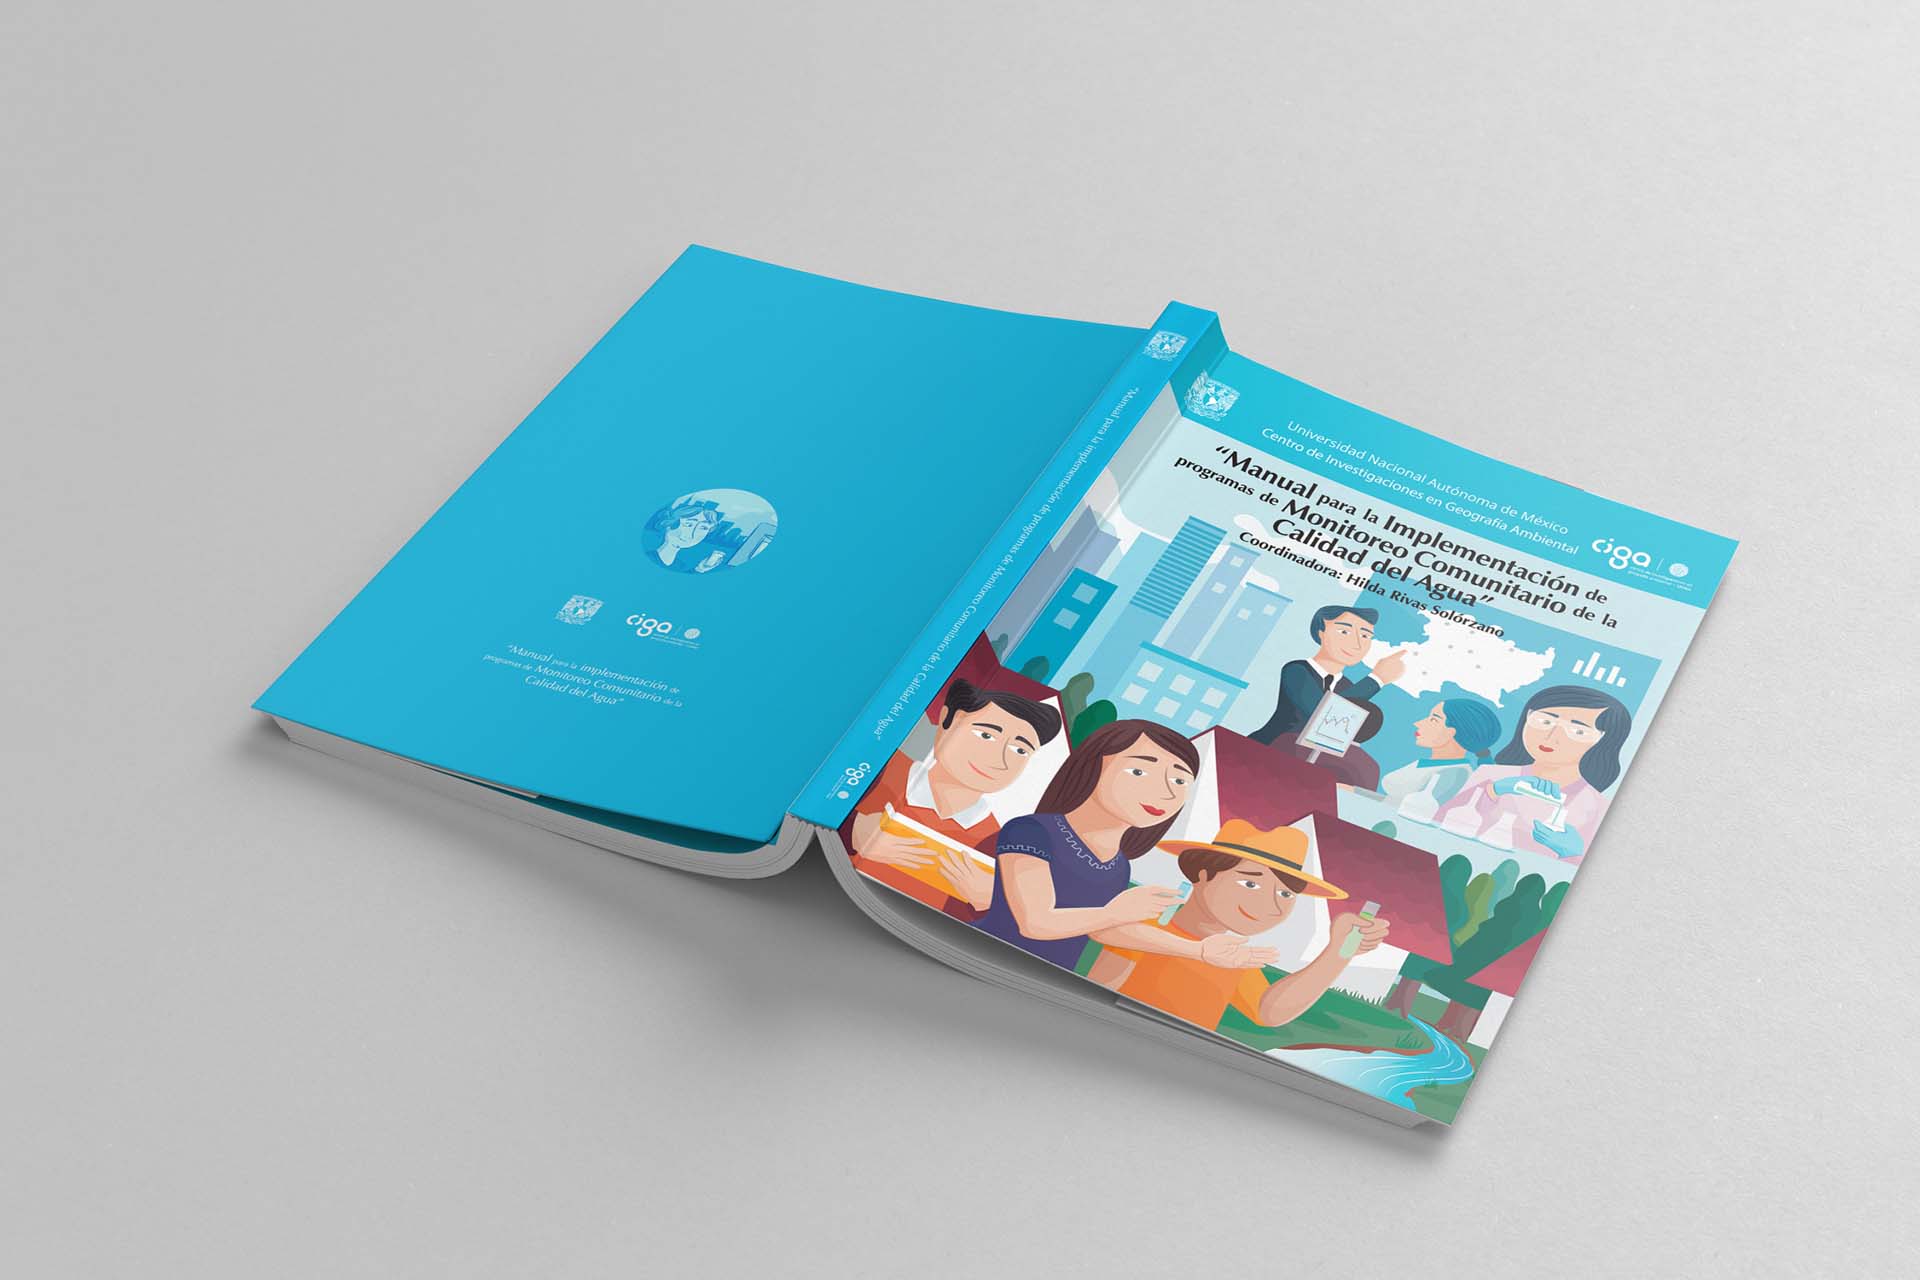 "Manual para la implementación de
programas de Monitoreo Comunitario de la
Calidad del Agua"
ciga
"Manual para la implementación de programas de Monitoreo Comunitario de la Calidad del Agua"
ciga
Universidad Nacional Autónoma de México
Centro de Investigaciones en Geografía Ambiental
ciga
"Manual para la Implementación de
programas de Monitoreo Comunitario de la
Calidad del Agua"
Coordinadora: Hilda Rivas Solórzano